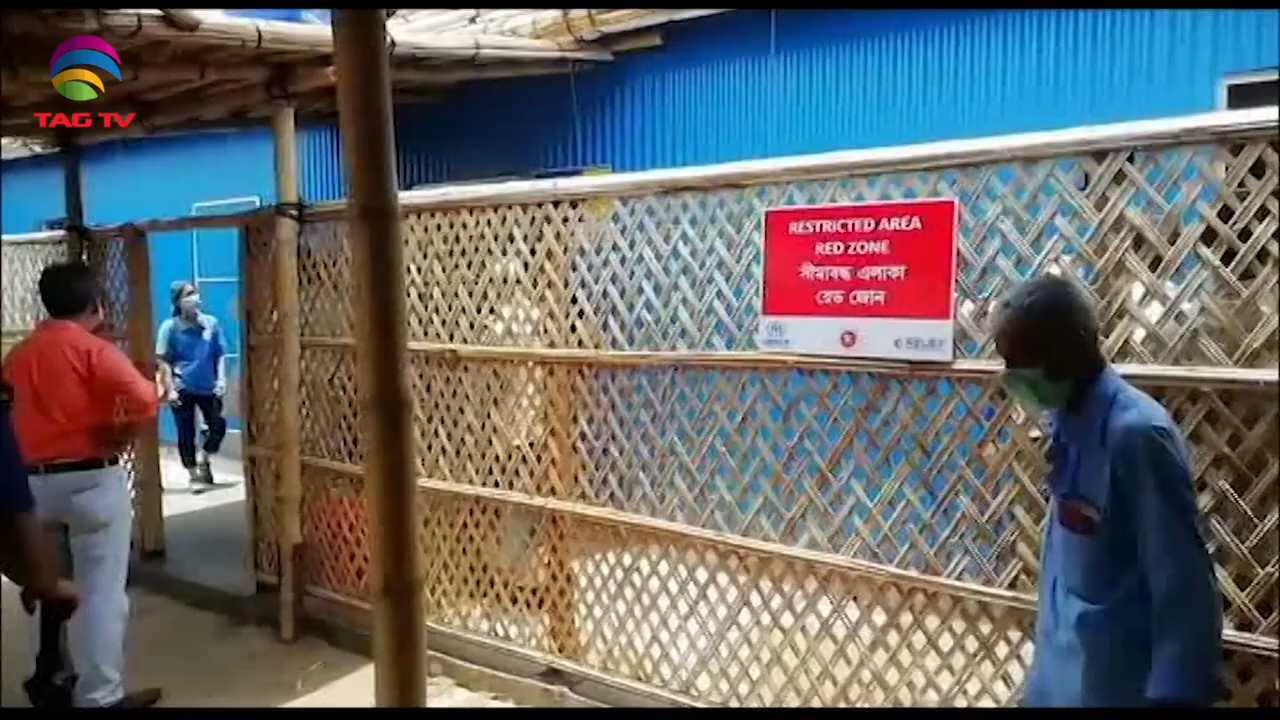 TAG TV
RESTRICTED AREA
RED ZONE
সীমাবদ্ধ এলাকা
রেড জোন